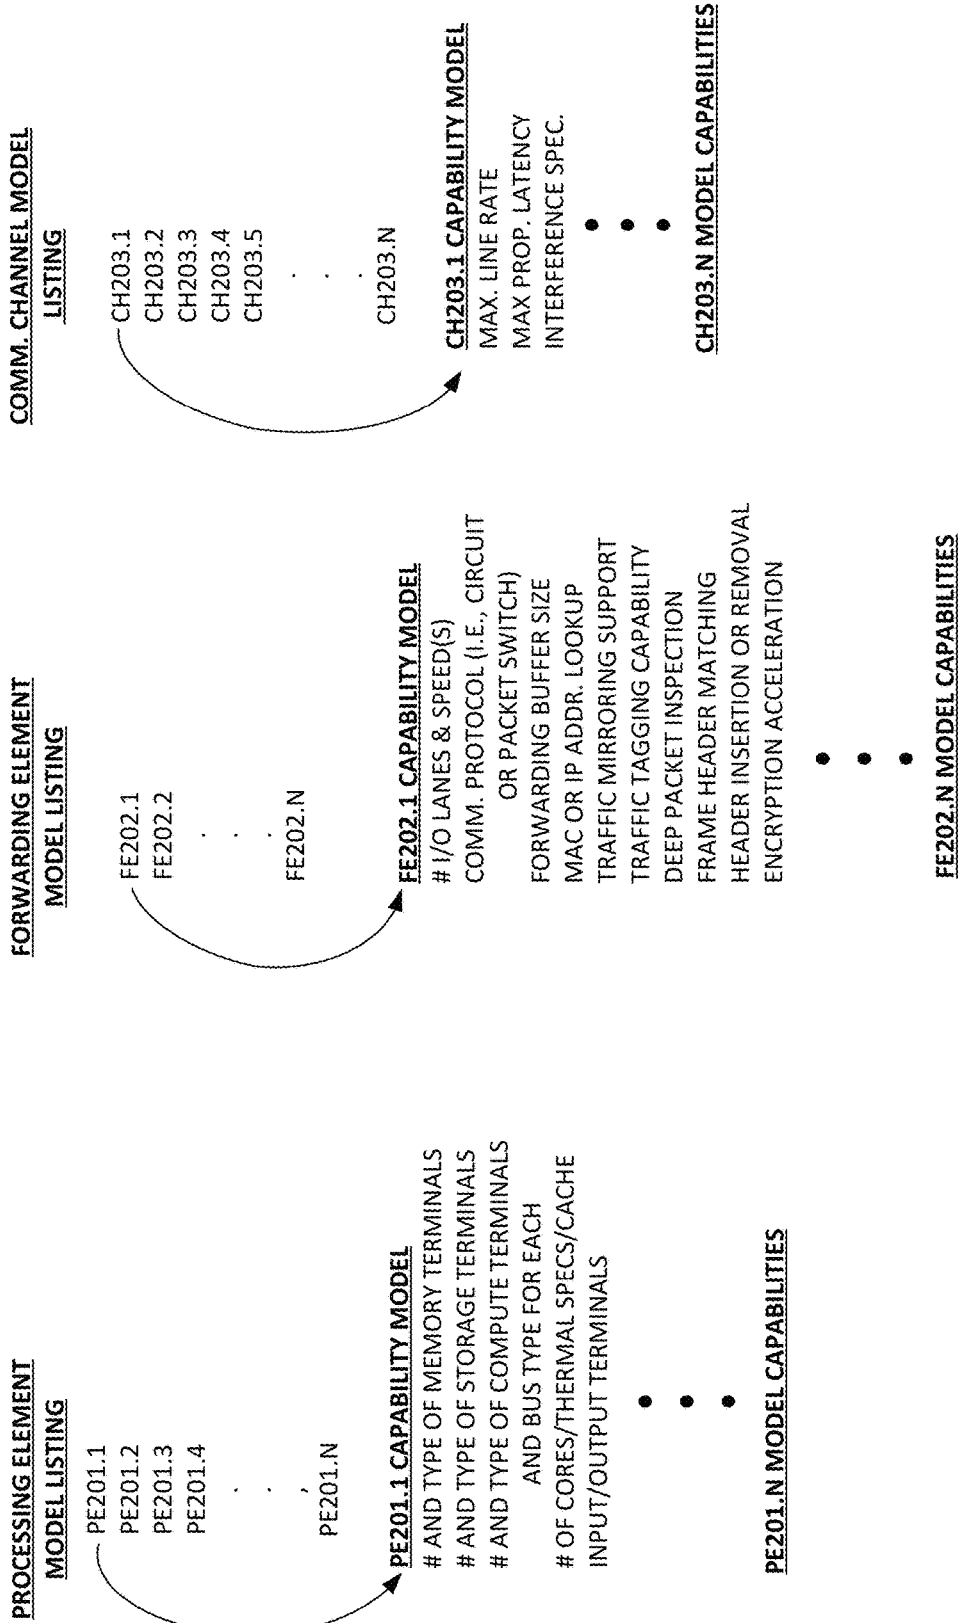 PROCESSING ELEMENT
MODEL LISTING
PE201.1
PE201.2
PE201.3
PE201.4
PE201.N
PE201.1 CAPABILITY MODEL
# AND TYPE OF MEMORY TERMINALS
# AND TYPE OF STORAGE TERMINALS
# AND TYPE OF COMPUTE TERMINALS
AND BUS TYPE FOR EACH
# OF CORES/THERMAL SPECS/CACHE
INPUT/OUTPUT TERMINALS
PE201.N MODEL CAPABILITIES
FORWARDING ELEMENT
MODEL LISTING
FE202.1
FE202.2
FE202.N
FE202.1 CAPABILITY MODEL
# I/O LANES & SPEED(S)
COMM. PROTOCOL (I.E., CIRCUIT
OR PACKET SWITCH)
FORWARDING BUFFER SIZE
MAC OR IP ADDR. LOOKUP
TRAFFIC MIRRORING SUPPORT
TRAFFIC TAGGING CAPABILITY
DEEP PACKET INSPECTION
FRAME HEADER MATCHING
HEADER INSERTION OR REMOVAL
ENCRYPTION ACCELERATION
FE202.N MODEL CAPABILITIES
COMM. CHANNEL MODEL
LISTING
CH203.1
CH203.2
CH203.3
CH203.4
CH203.5
CH203.N
CH203.1 CAPABILITY MODEL
MAX. LINE RATE
MAX PROP. LATENCY
INTERFERENCE SPEC.
CH203.N MODEL CAPABILITIES